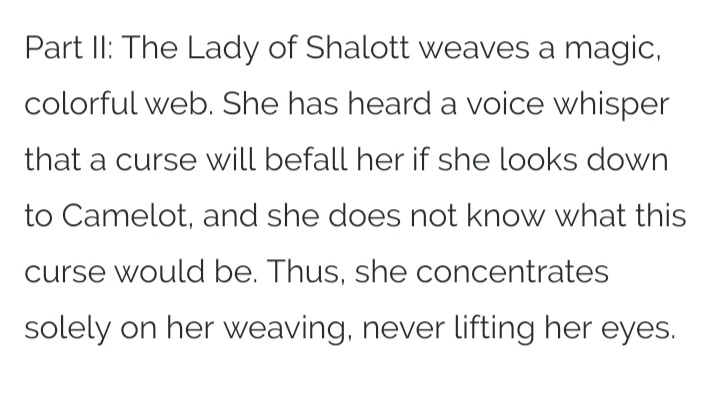 Part II: The Lady of Shalott weaves a magic,
colorful web. She has heard a voice whisper
that a curse will befall her if she looks down
to Camelot, and she does not know what this
curse would be. Thus, she concentrates
solely on her weaving, never lifting her eyes.